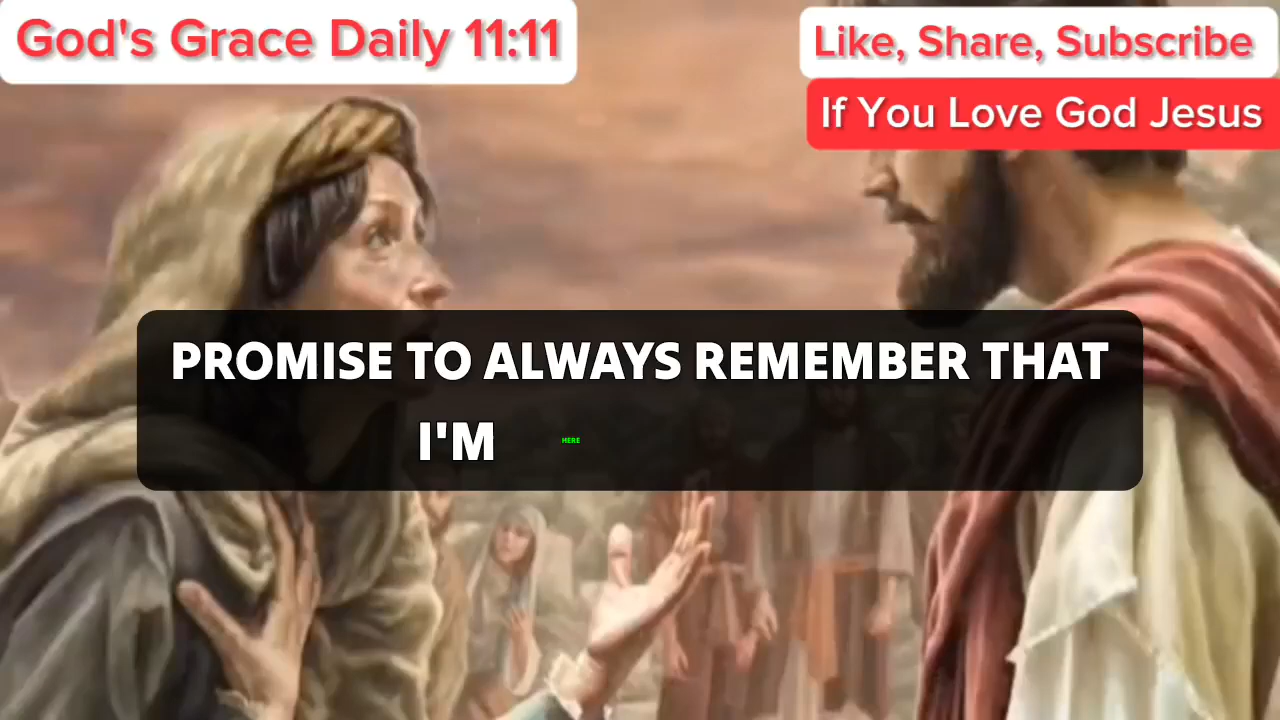 God's Grace Daily 11:11
Like, Share, Subscribe
If You Love God Jesus
PROMISE TO ALWAYS REMEMBER THAT
I'M HERE